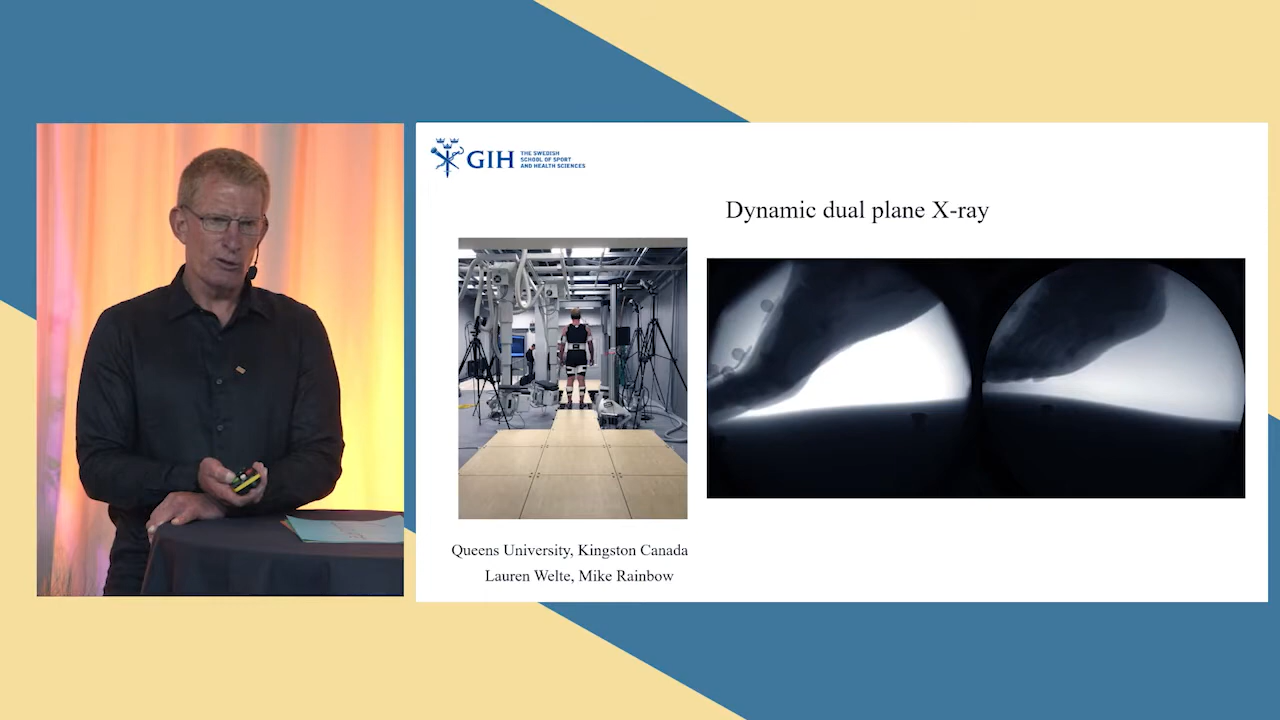 GIH
THE SWEDISH
SCHOOL OF SPORT
AND HEALTH SCIENCES
Dynamic dual plane X-ray
Queens University, Kingston Canada
Lauren Welte, Mike Rainbow